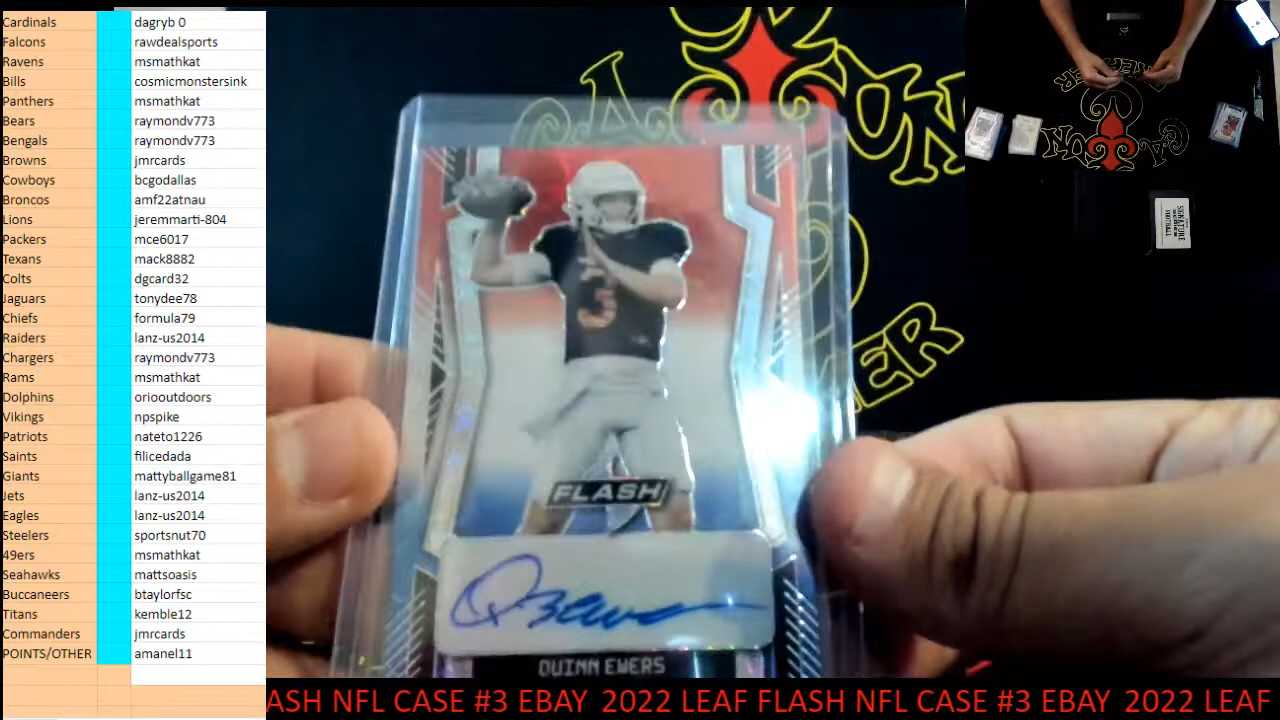 Cardinals dagryb 0
Falcons rawdealsports
Ravens msmathkat
Bills cosmicmonstersink
Panthers msmathkat
Bears raymondv773
Bengals raymondv773
Browns jmrcards
Cowboys bcgodallas
Broncos amf22atnau
Lions jeremmarti-804
Packers mce6017
Texans mack8882
Colts dgcard32
Jaguars tonydee78
Chiefs formula79
Raiders lanz-us2014
Chargers raymondv773
Rams msmathkat
Dolphins oriooutdoors
Vikings npspike
Patriots nateto1226
Saints filicedada
Giants mattyballgame81
Jets lanz-us2014
Eagles lanz-us2014
Steelers sportsnut70
49ers msmathkat
Seahawks mattsoasis
Buccaneers btaylorfsc
Titans kemble12
Commanders jmrcards
POINTS/OTHER amanel11
3
FLASH
QUINN EWERS
SIGNATURE
FOOTBALL
ASH NFL CASE #3 EBAY 2022 LEAF FLASH NFL CASE #3 EBAY 2022 LEAF